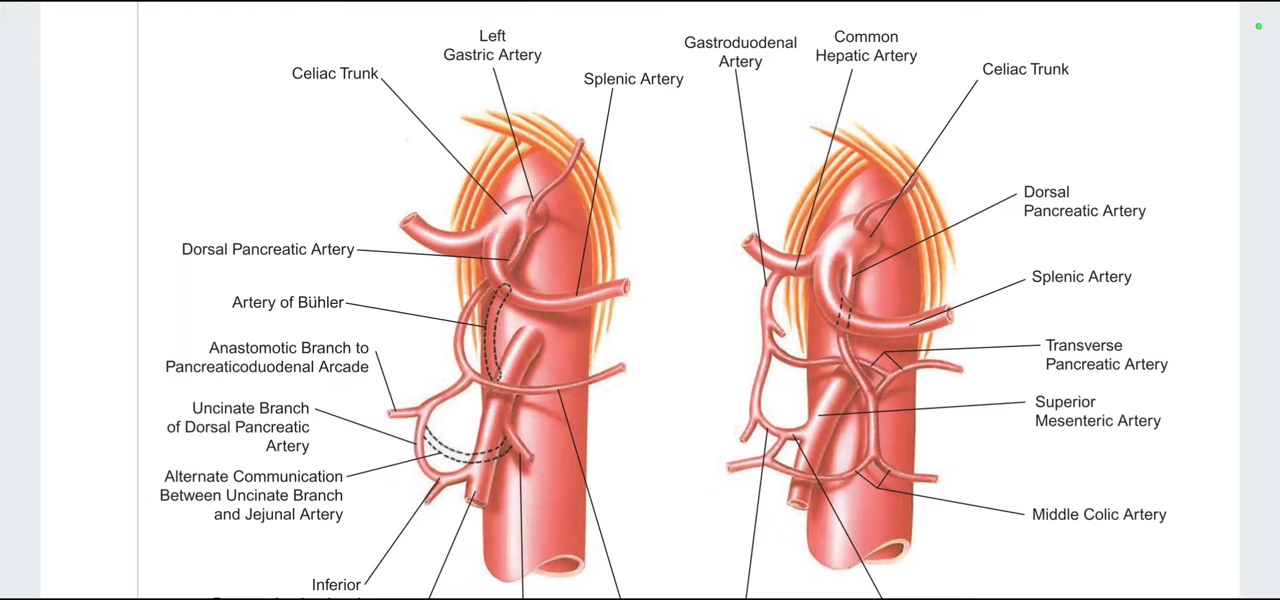 Left
Gastric Artery
Celiac Trunk
Splenic Artery
Gastroduodenal
Artery
Common
Hepatic Artery
Celiac Trunk
Dorsal Pancreatic Artery
Artery of Bühler
Anastomotic Branch to
Pancreaticoduodenal Arcade
Uncinate Branch
of Dorsal Pancreatic
Artery
Alternate Communication
Between Uncinate Branch
and Jejunal Artery
Inferior
Dorsal
Pancreatic Artery
Splenic Artery
Transverse
Pancreatic Artery
Superior
Mesenteric Artery
Middle Colic Artery